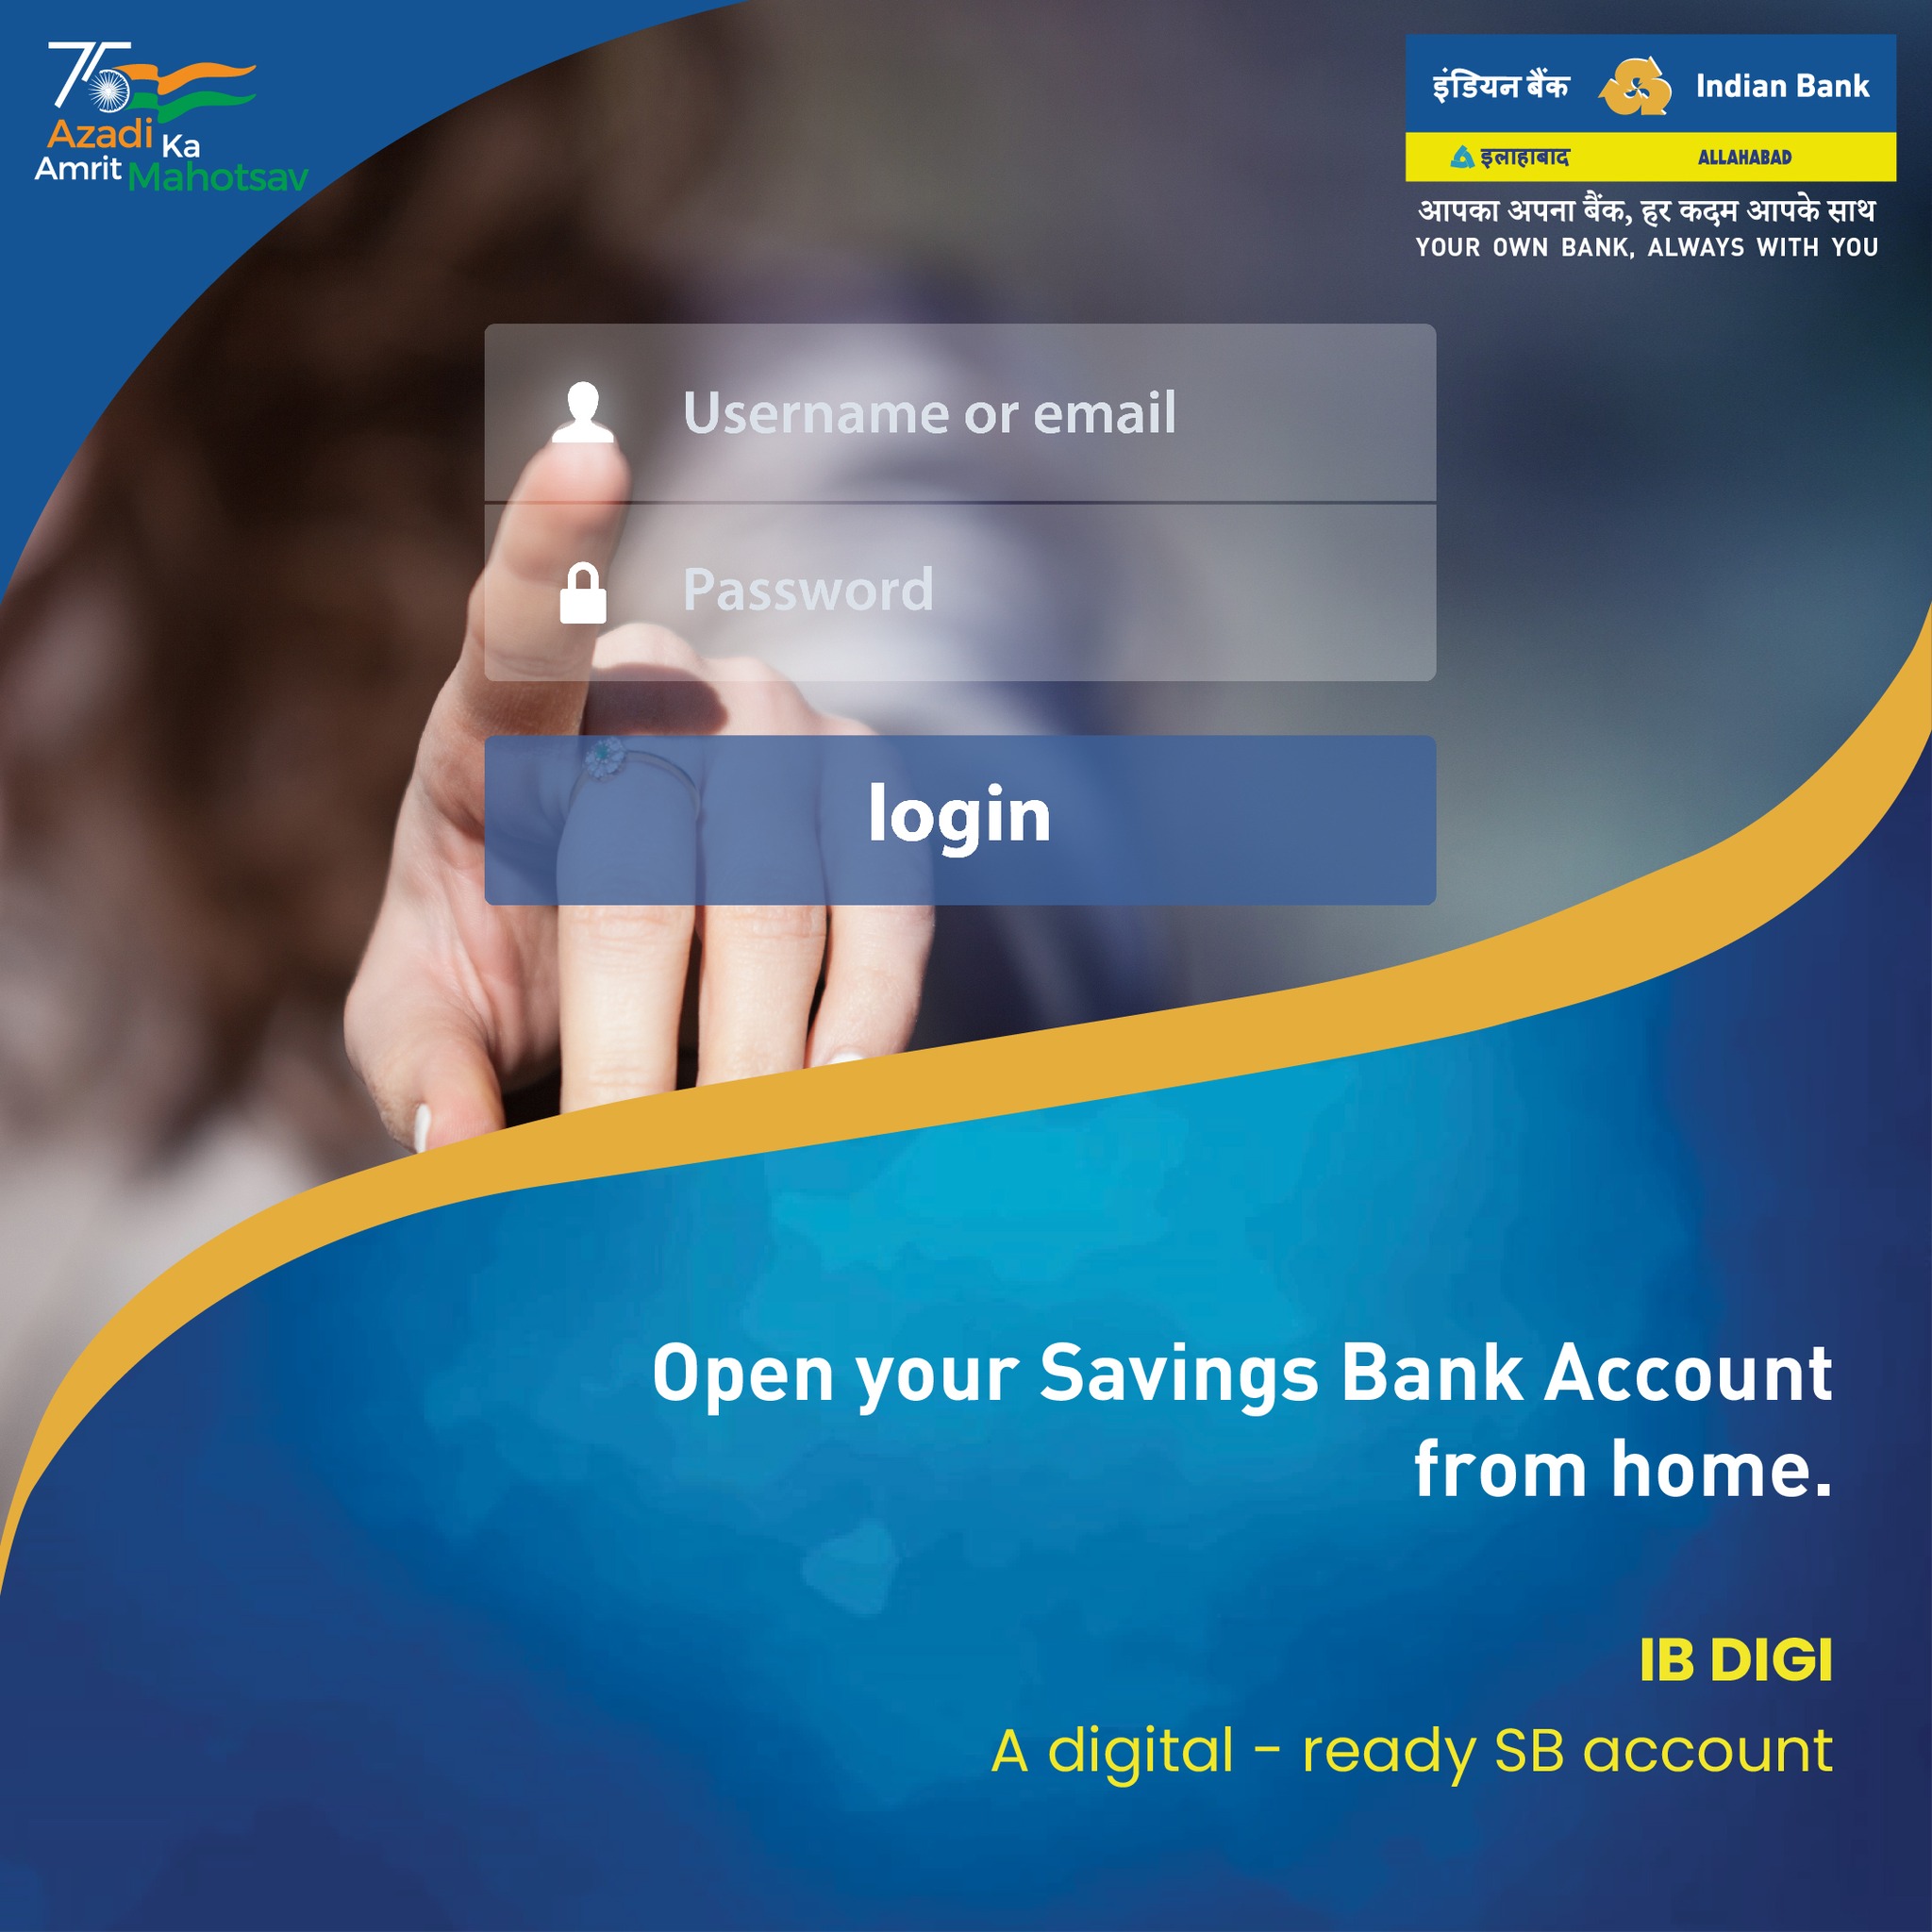 75
Azadi Ka
Amrit Mahotsav
इंडियन बैंक Indian Bank
इलाहाबाद ALLAHABAD
आपका अपना बैंक, हर कदम आपके साथ
YOUR OWN BANK, ALWAYS WITH YOU
Username or email
Password
login
Open your Savings Bank Account
from home.
IB DIGI
A digital - ready SB account